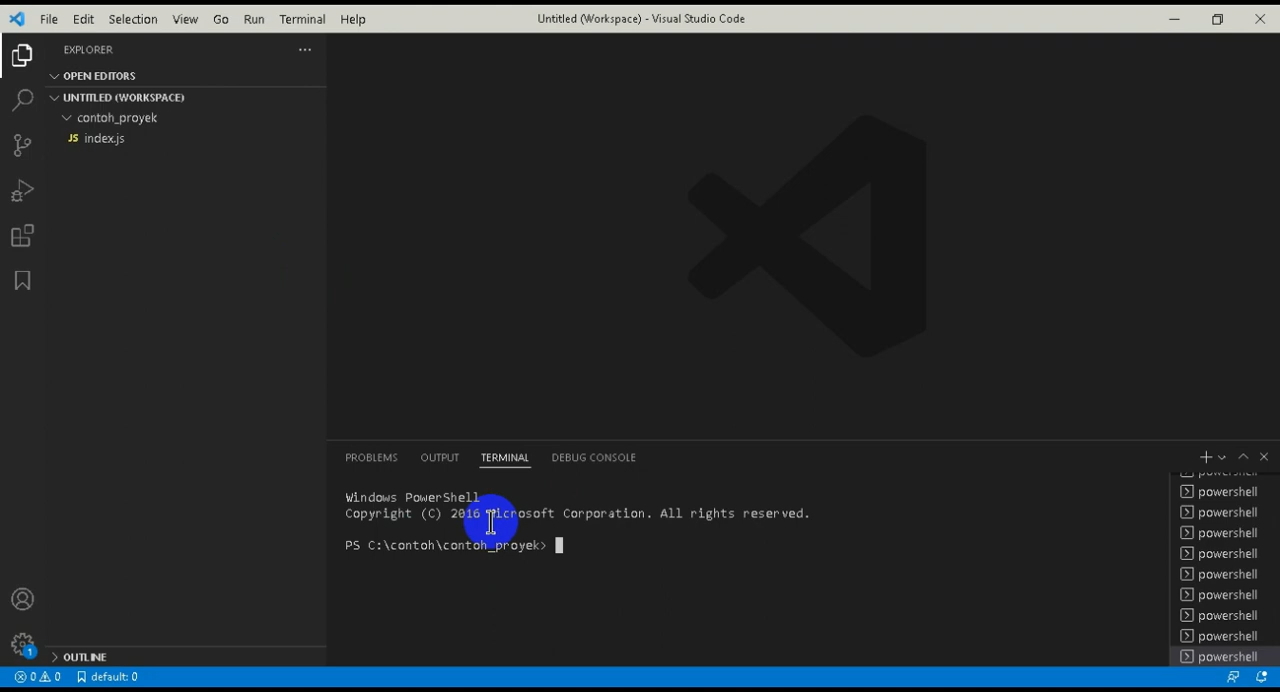 File Edit Selection View Go Run Terminal Help
Untitled (Workspace) - Visual Studio Code
EXPLORER
OPEN EDITORS
UNTITLED (WORKSPACE)
contoh_proyek
JS index.js
OUTLINE
PROBLEMS OUTPUT TERMINAL DEBUG CONSOLE
Windows PowerShell
Copyright (C) 2016 Microsoft Corporation. All rights reserved.
PS C:\contoh\contoh_proyek>
powershell
powershell
powershell
powershell
powershell
powershell
powershell
powershell
powershell
powershell
1
0 0 default: 0